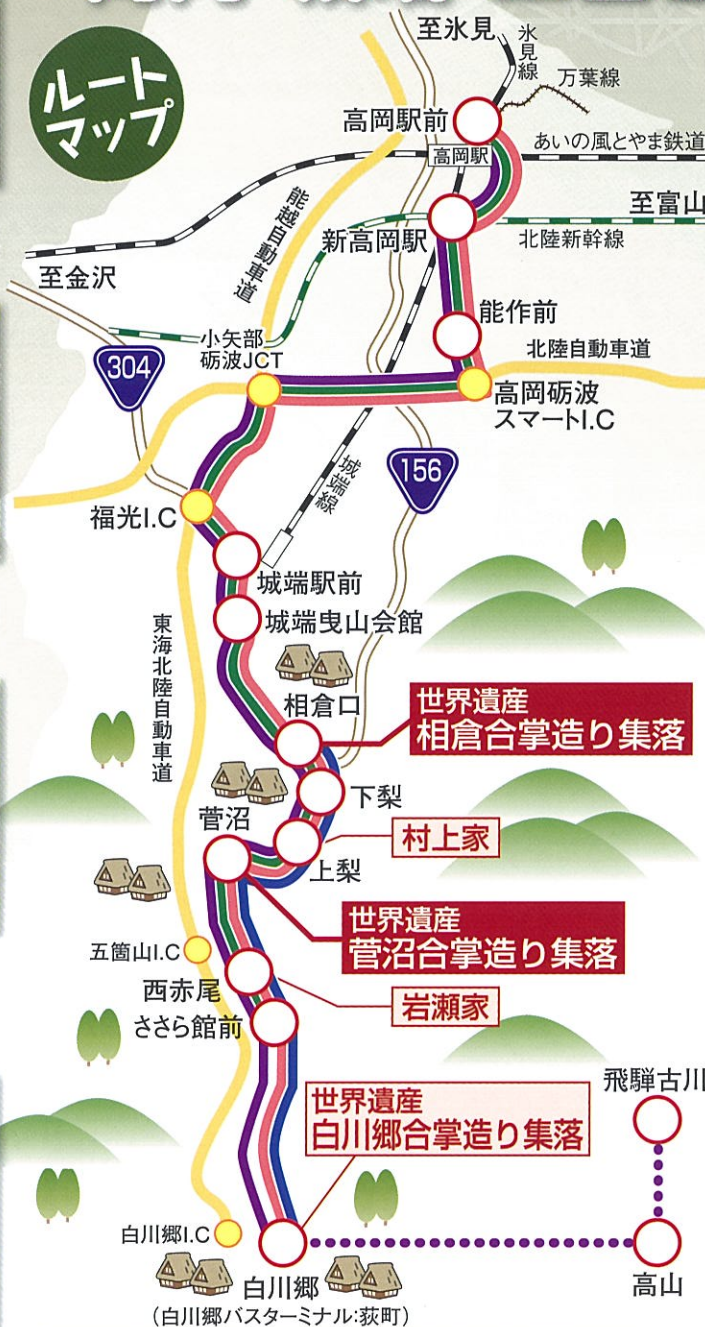 ルート
マップ
至氷見
氷見線
万葉線
高岡駅前
高岡駅
あいの風とやま鉄道
能越自動車道
新高岡駅
至富山
北陸新幹線
至金沢
能作前
小矢部
砺波JCT
北陸自動車道
304
高岡砺波
スマートI.C
156
城端線
福光I.C
城端駅前
城端曳山会館
東海北陸自動車道
相倉口
世界遺産
相倉合掌造り集落
下梨
菅沼
村上家
上梨
世界遺産
菅沼合掌造り集落
五箇山I.C
西赤尾
岩瀬家
ささら館前
飛騨古川
世界遺産
白川郷合掌造り集落
白川郷I.C
白川郷
(白川郷バスターミナル:荻町)
高山